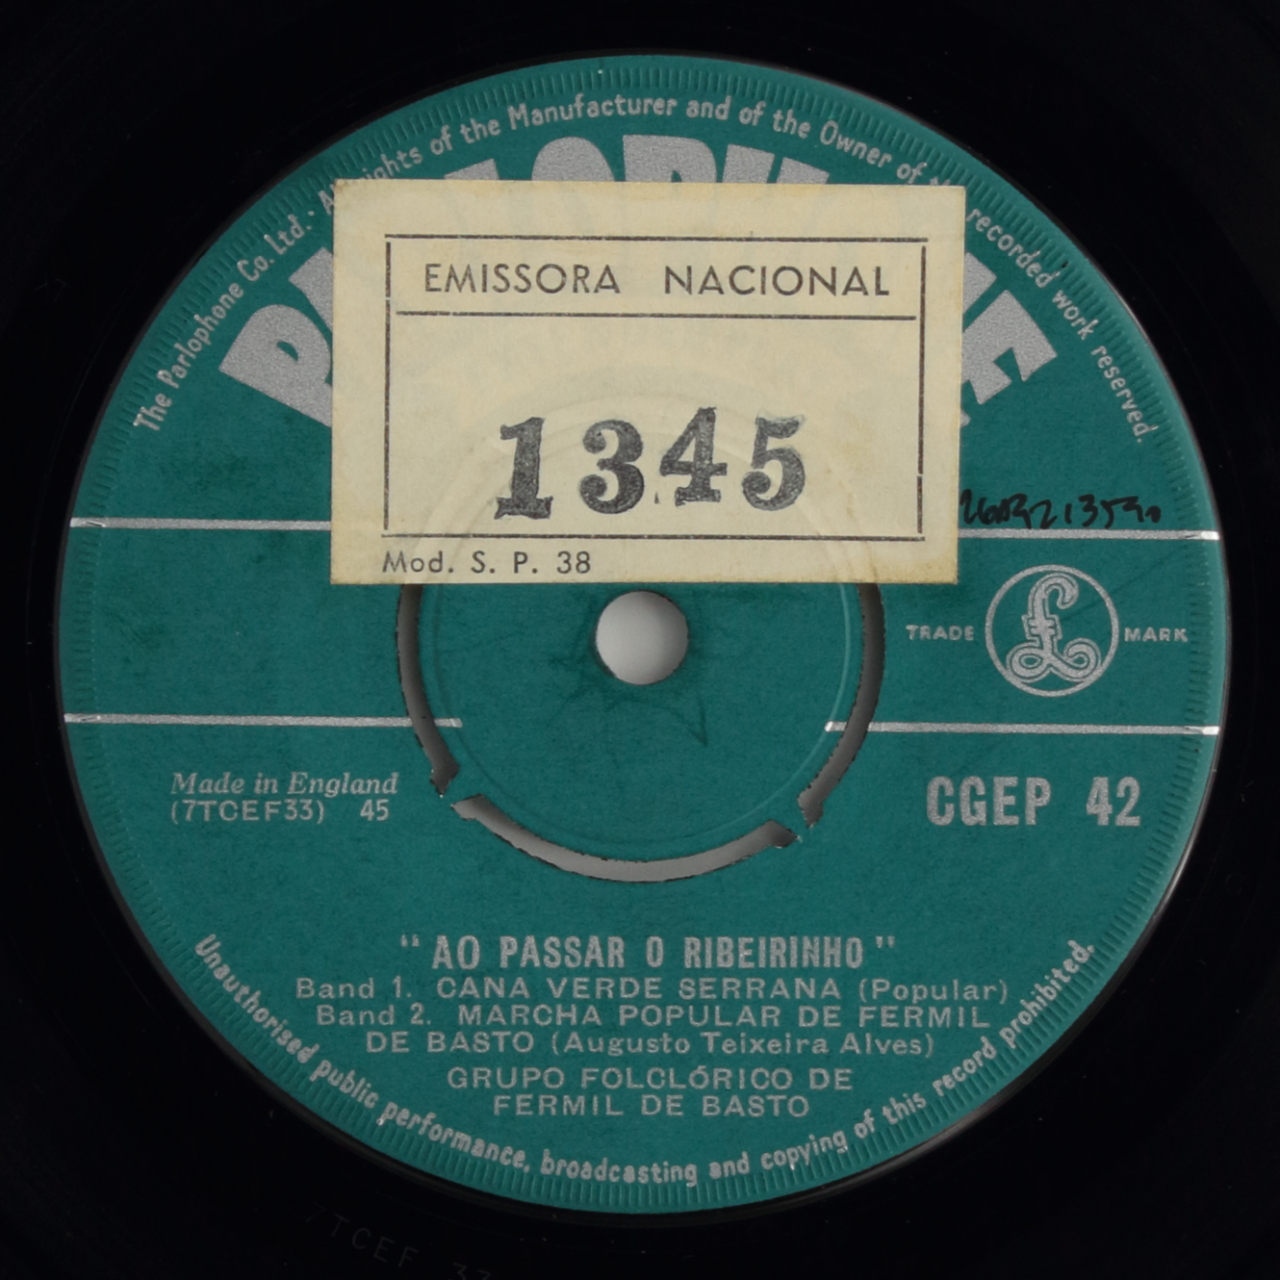 The Parlophone Co. Ltd. · All rights of the Manufacturer and of the Owner of the recorded work reserved.
EMISSORA NACIONAL
1345
Mod. S. P. 38
TRADE MARK
Made in England
(7TCEF33) 45
CGEP 42
"AO PASSAR O RIBEIRINHO"
Band 1. CANA VERDE SERRANA (Popular)
Band 2. MARCHA POPULAR DE FERMIL
DE BASTO (Augusto Teixeira Alves)
GRUPO FOLCLÓRICO DE
FERMIL DE BASTO
Unauthorised public performance, broadcasting and copying of this record prohibited.
7TCEF 33